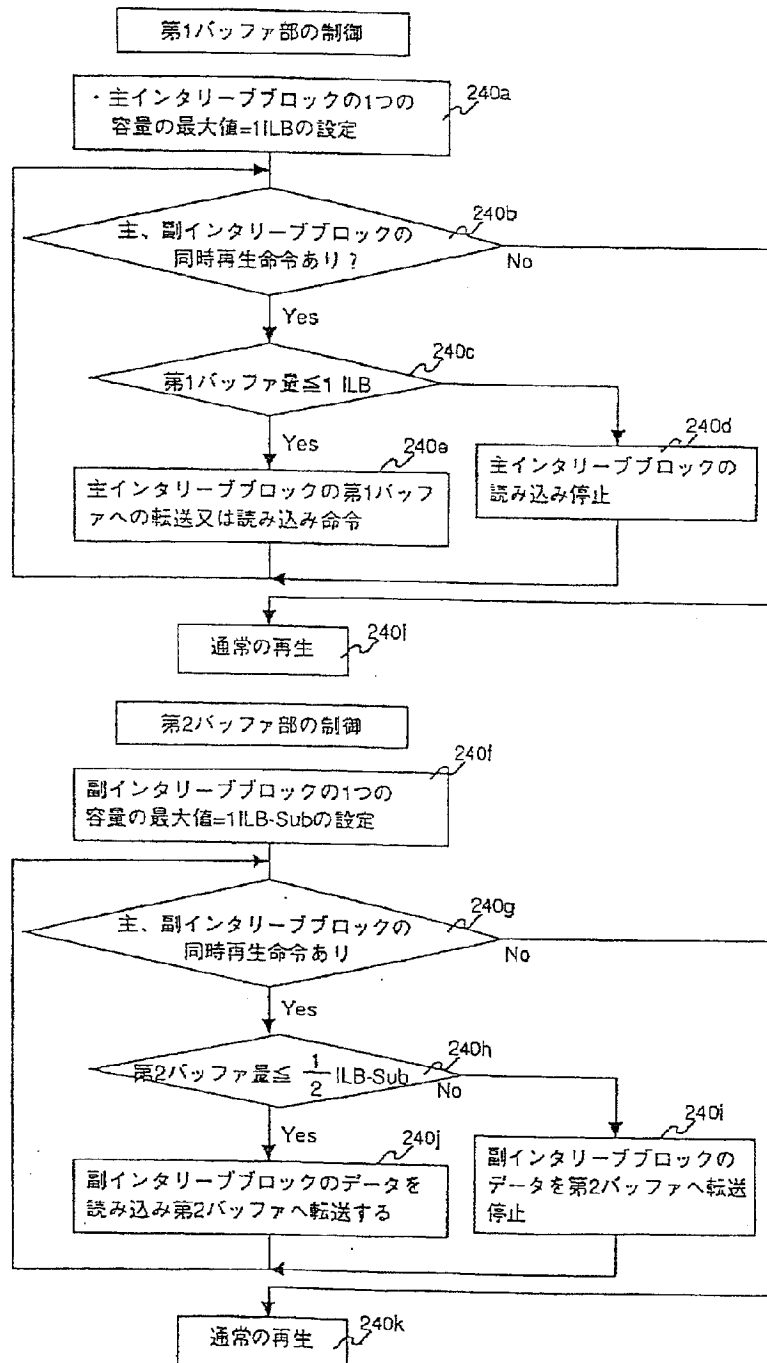 第1バッファ部の制御
・主インタリーブブロックの1つの
容量の最大値=1ILBの設定
240a
主、副インタリーブブロックの
同時再生命令あり?
240b
No
Yes
第1バッファ量≦1 ILB
240c
Yes
主インタリーブブロックの第1バッフ
ァへの転送又は読み込み命令
240e
主インタリーブブロックの
読み込み停止
240d
通常の再生
240l
第2バッファ部の制御
副インタリーブブロックの1つの
容量の最大値=1ILB-Subの設定
240f
主、副インタリーブブロックの
同時再生命令あり
240g
No
Yes
第2バッファ量≦ 1/2 ILB-Sub
240h
No
Yes
副インタリーブブロックのデータを
読み込み第2バッファへ転送する
240j
副インタリーブブロックの
データを第2バッファへ転送
停止
240i
通常の再生
240k